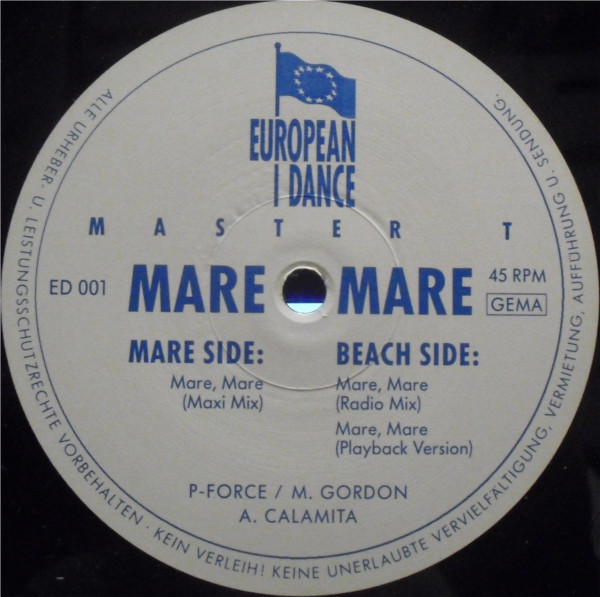 EUROPEAN
DANCE
MASTER T
ED 001
MARE MARE
45 RPM
GEMA
MARE SIDE:
Mare, Mare
(Maxi Mix)
BEACH SIDE:
Mare, Mare
(Radio Mix)
Mare, Mare
(Playback Version)
P-FORCE / M. GORDON
A. CALAMITA
ALLE URHEBER- U. LEISTUNGSSCHUTZRECHTE VORBEHALTEN · KEIN VERLEIH! KEINE UNERLAUBTE VERVIELFÄLTIGUNG, VERMIETUNG, AUFFÜHRUNG U. SENDUNG.